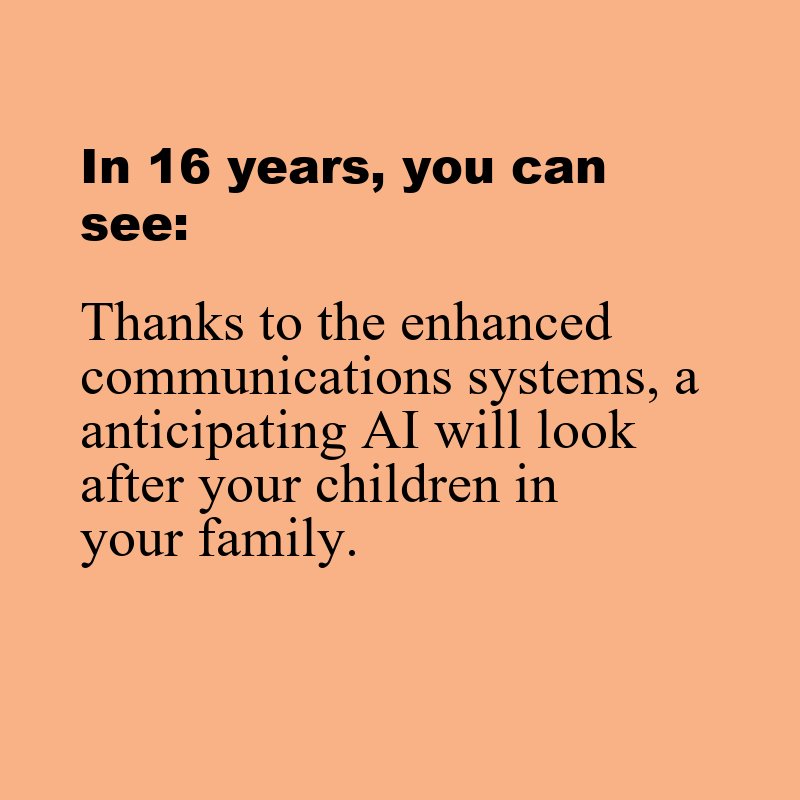 In 16 years, you can
see:
Thanks to the enhanced
communications systems, a
anticipating AI will look
after your children in
your family.